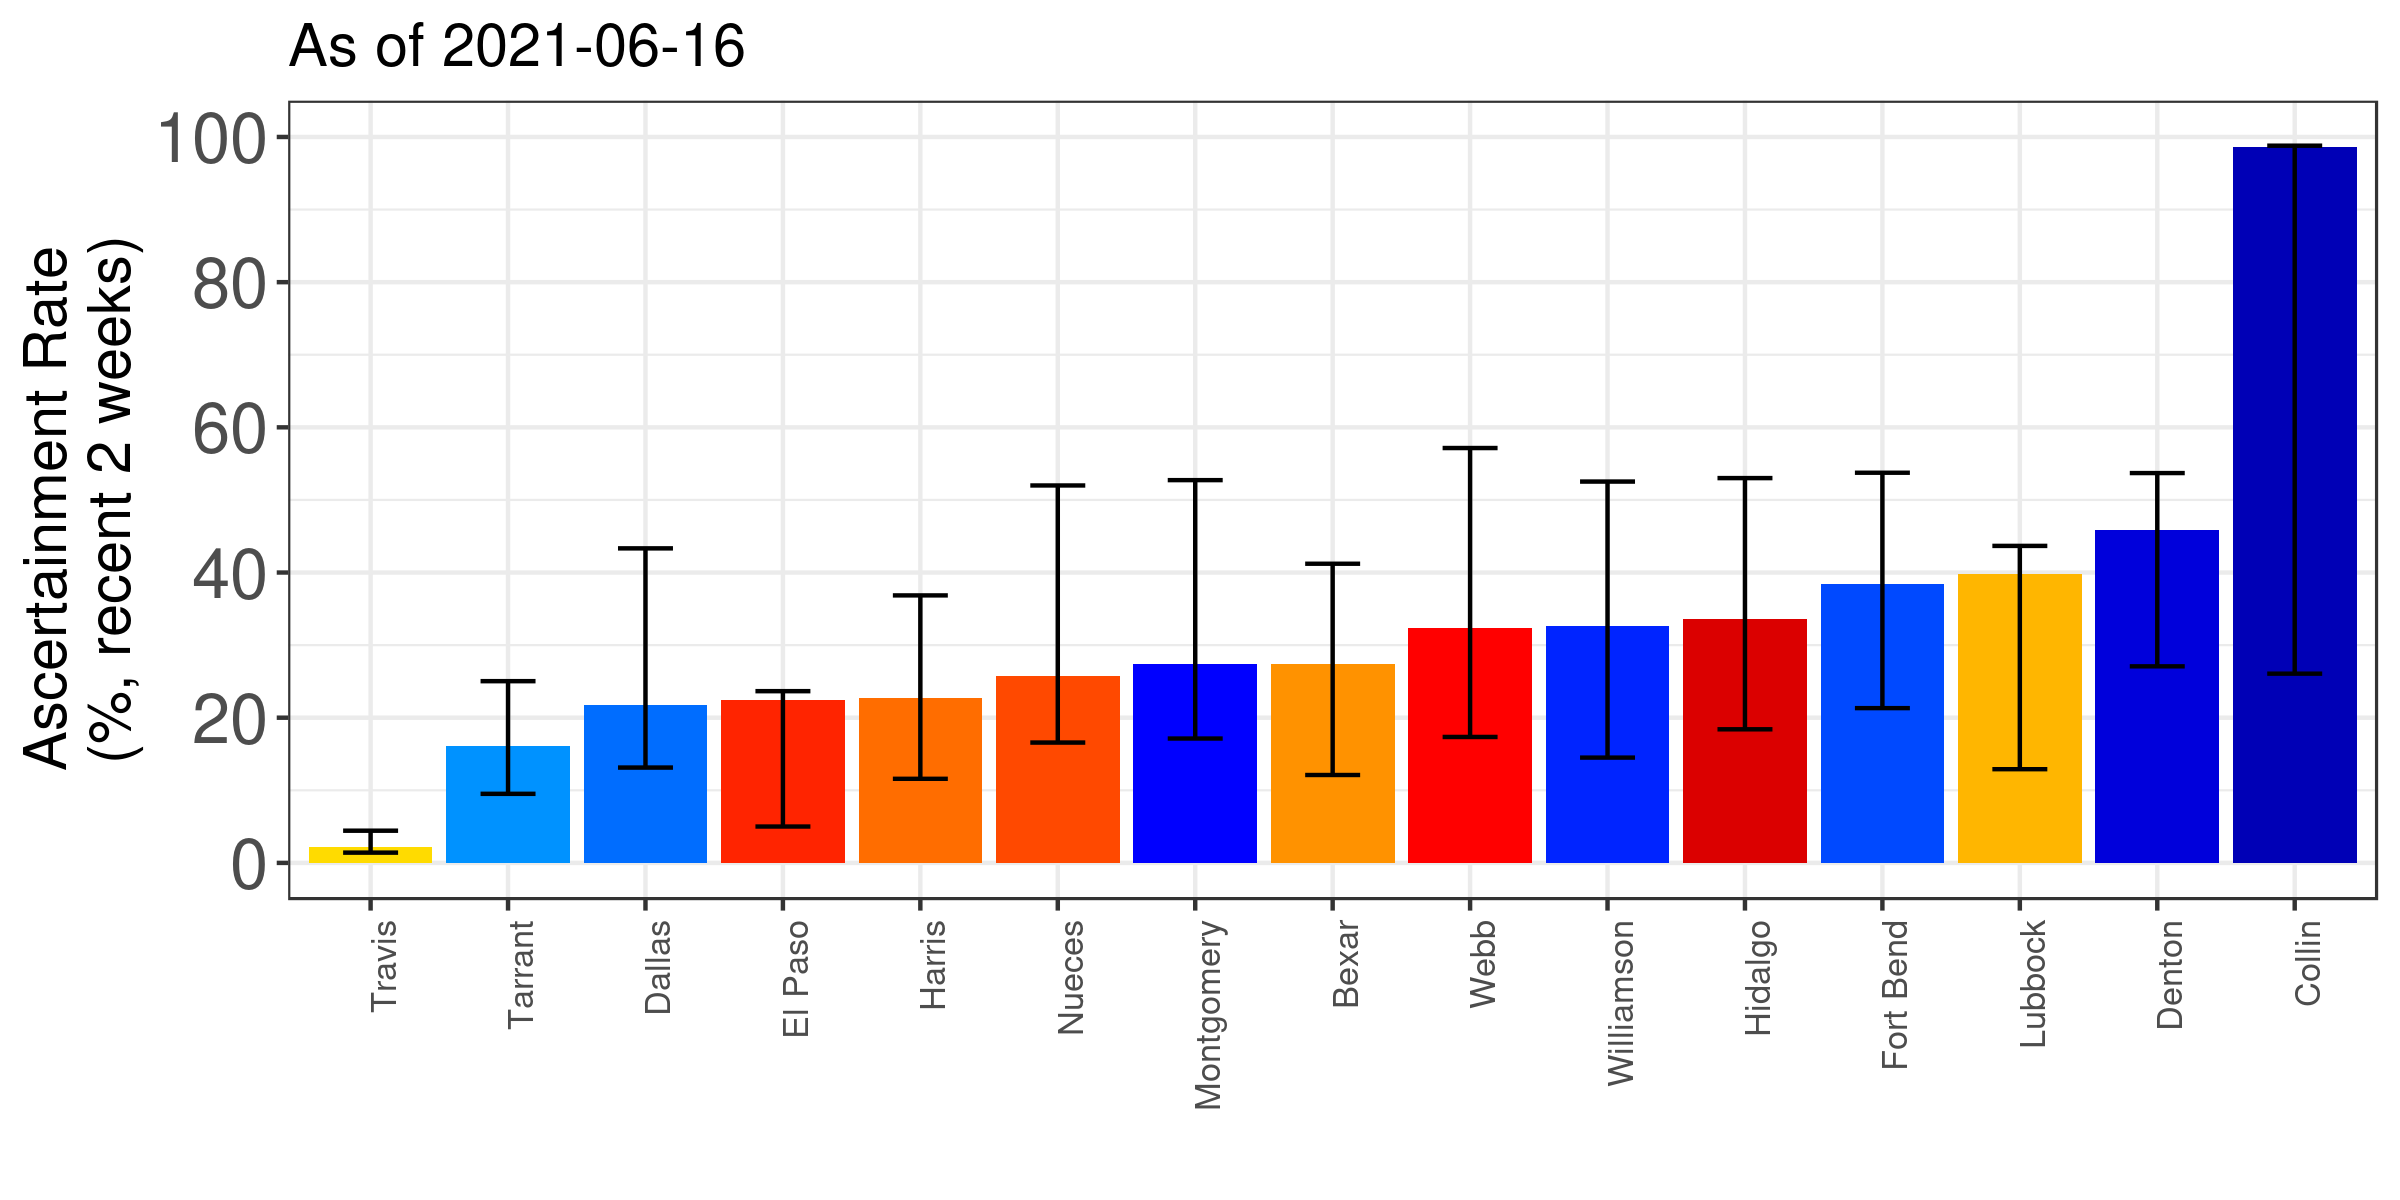 As of 2021-06-16
Ascertainment Rate
(%, recent 2 weeks)
100
80
60
40
20
0
Travis
Tarrant
Dallas
El Paso
Harris
Nueces
Montgomery
Bexar
Webb
Williamson
Hidalgo
Fort Bend
Lubbock
Denton
Collin